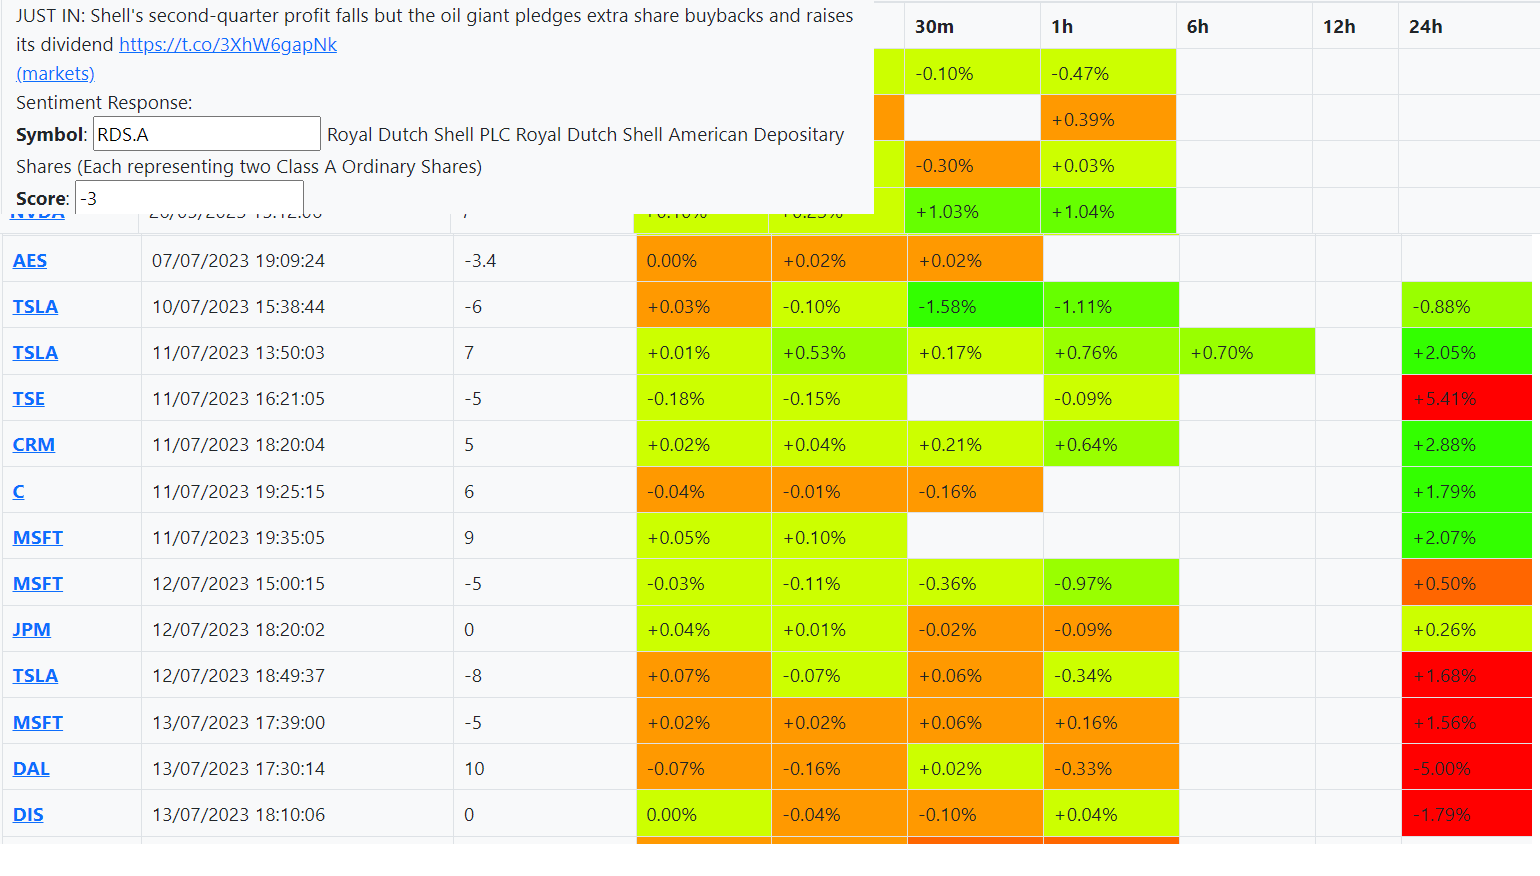 JUST IN: Shell's second-quarter profit falls but the oil giant pledges extra share buybacks and raises
its dividend https://t.co/3XhW6gapNk
(markets)
Sentiment Response:
Symbol: RDS.A Royal Dutch Shell PLC Royal Dutch Shell American Depositary
Shares (Each representing two Class A Ordinary Shares)
Score: -3
30m 1h 6h 12h 24h
-0.10% -0.47%
+0.39%
-0.30% +0.03%
+1.03% +1.04%
AES 07/07/2023 19:09:24 -3.4 0.00% +0.02% +0.02%
TSLA 10/07/2023 15:38:44 -6 +0.03% -0.10% -1.58% -1.11% -0.88%
TSLA 11/07/2023 13:50:03 7 +0.01% +0.53% +0.17% +0.76% +0.70% +2.05%
TSE 11/07/2023 16:21:05 -5 -0.18% -0.15% -0.09% +5.41%
CRM 11/07/2023 18:20:04 5 +0.02% +0.04% +0.21% +0.64% +2.88%
C 11/07/2023 19:25:15 6 -0.04% -0.01% -0.16% +1.79%
MSFT 11/07/2023 19:35:05 9 +0.05% +0.10% +2.07%
MSFT 12/07/2023 15:00:15 -5 -0.03% -0.11% -0.36% -0.97% +0.50%
JPM 12/07/2023 18:20:02 0 +0.04% +0.01% -0.02% -0.09% +0.26%
TSLA 12/07/2023 18:49:37 -8 +0.07% -0.07% +0.06% -0.34% +1.68%
MSFT 13/07/2023 17:39:00 -5 +0.02% +0.02% +0.06% +0.16% +1.56%
DAL 13/07/2023 17:30:14 10 -0.07% -0.16% +0.02% -0.33% -5.00%
DIS 13/07/2023 18:10:06 0 0.00% -0.04% -0.10% +0.04% -1.79%